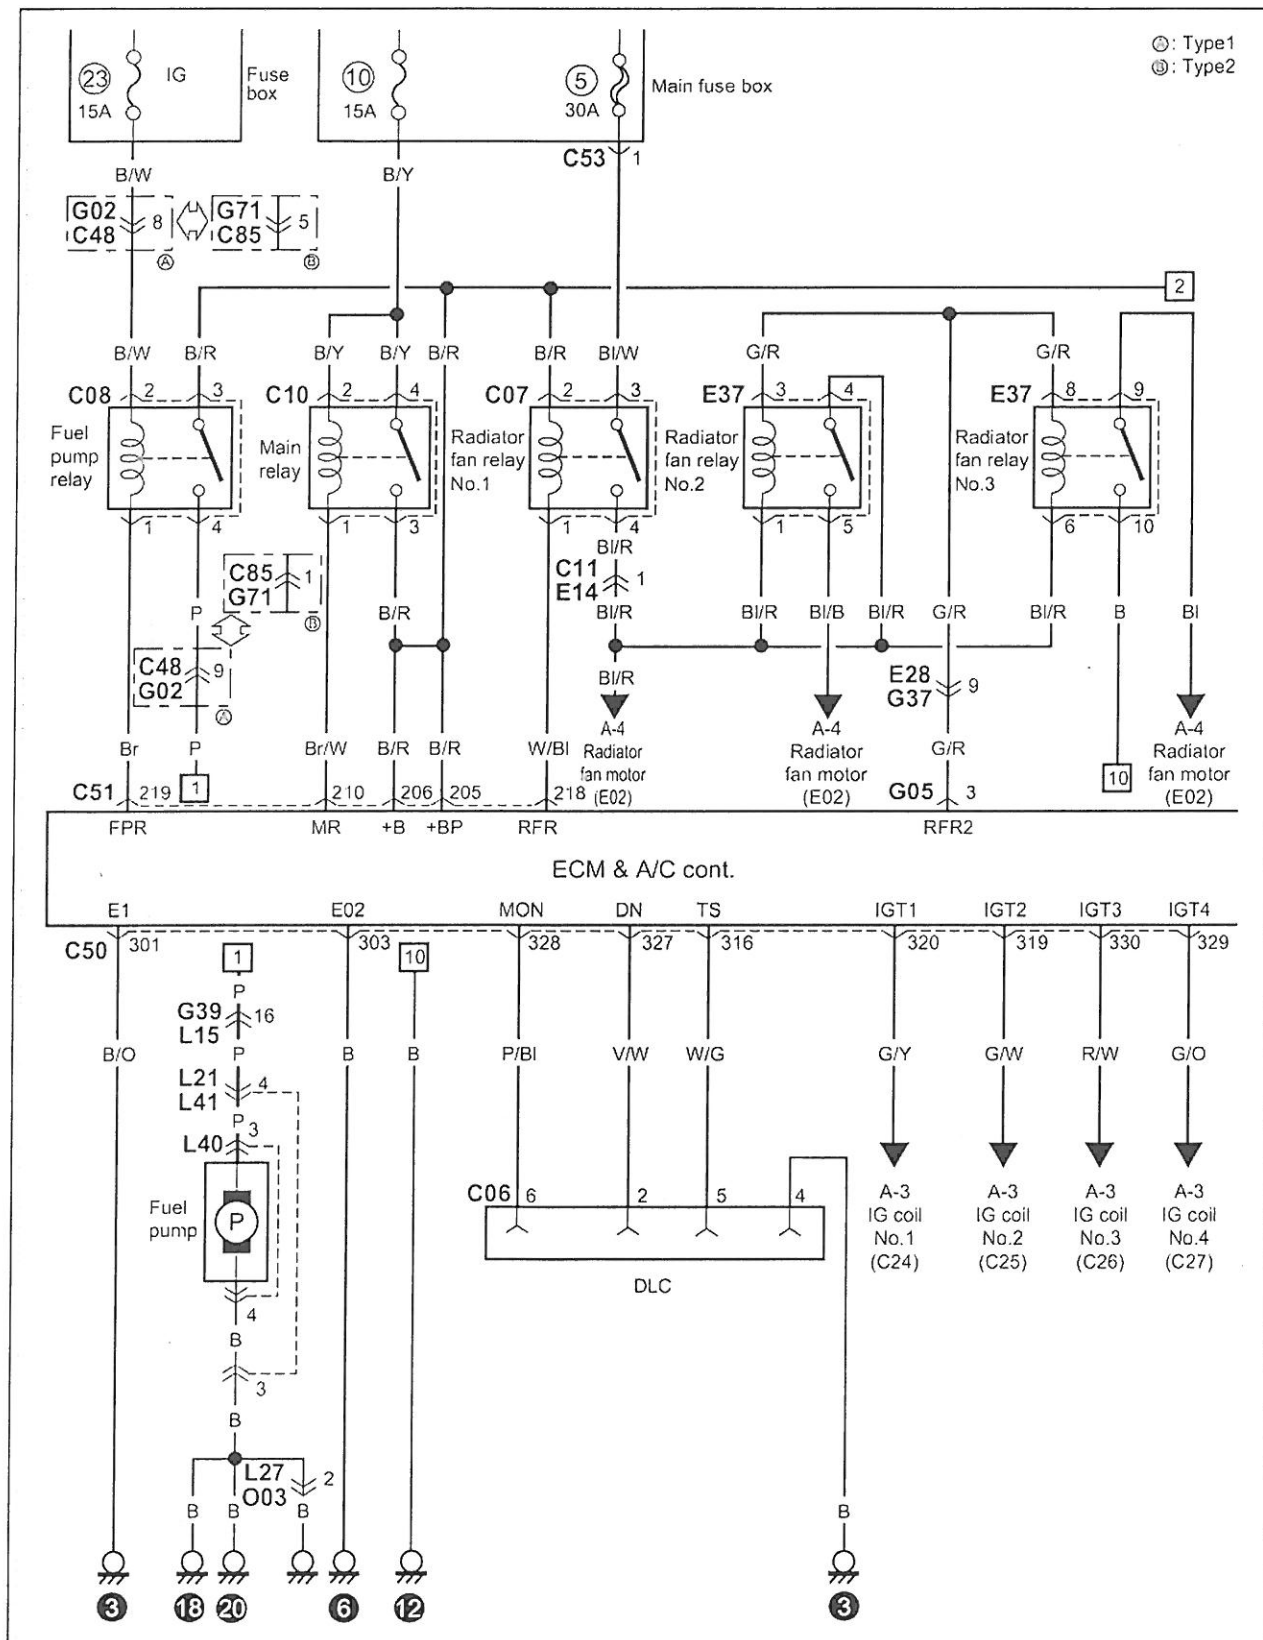 Ⓐ: Type1
Ⓑ: Type2
23 IG Fuse
box
15A
10
15A
5
30A
Main fuse box
C53 1
B/W B/Y
G02 8 G71 5
C48 C85
Ⓐ Ⓑ
2
B/W B/R B/Y B/Y B/R B/R Bl/W G/R G/R
C08 2 3 C10 2 4 C07 2 3 E37 3 4 E37 8 9
Fuel
pump
relay
Main
relay
Radiator
fan relay
No.1
Radiator
fan relay
No.2
Radiator
fan relay
No.3
1 4 1 3 1 4 1 5 6 10
Bl/R
C85 1
G71
Ⓑ
C11 1
E14
P B/R Bl/R Bl/R Bl/B Bl/R G/R Bl/R B Bl
C48 9
G02
Ⓐ
Bl/R
E28 9
G37
A-4
Radiator
fan motor
(E02)
A-4
Radiator
fan motor
(E02)
A-4
Radiator
fan motor
(E02)
Br P Br/W B/R B/R W/Bl G/R
1 10
C51 219 210 206 205 218 G05 3
FPR MR +B +BP RFR RFR2
ECM & A/C cont.
E1 E02 MON DN TS IGT1 IGT2 IGT3 IGT4
C50 301 303 328 327 316 320 319 330 329
1 10
P
G39 16
L15
B/O P B B P/Bl V/W W/G G/Y G/W R/W G/O
L21 4
L41
P
L40 3
Fuel
pump
P
4
B
3
B
C06 6 2 5 4
DLC
A-3
IG coil
No.1
(C24)
A-3
IG coil
No.2
(C25)
A-3
IG coil
No.3
(C26)
A-3
IG coil
No.4
(C27)
L27 2
O03
B B B B
3 18 20 6 12 3